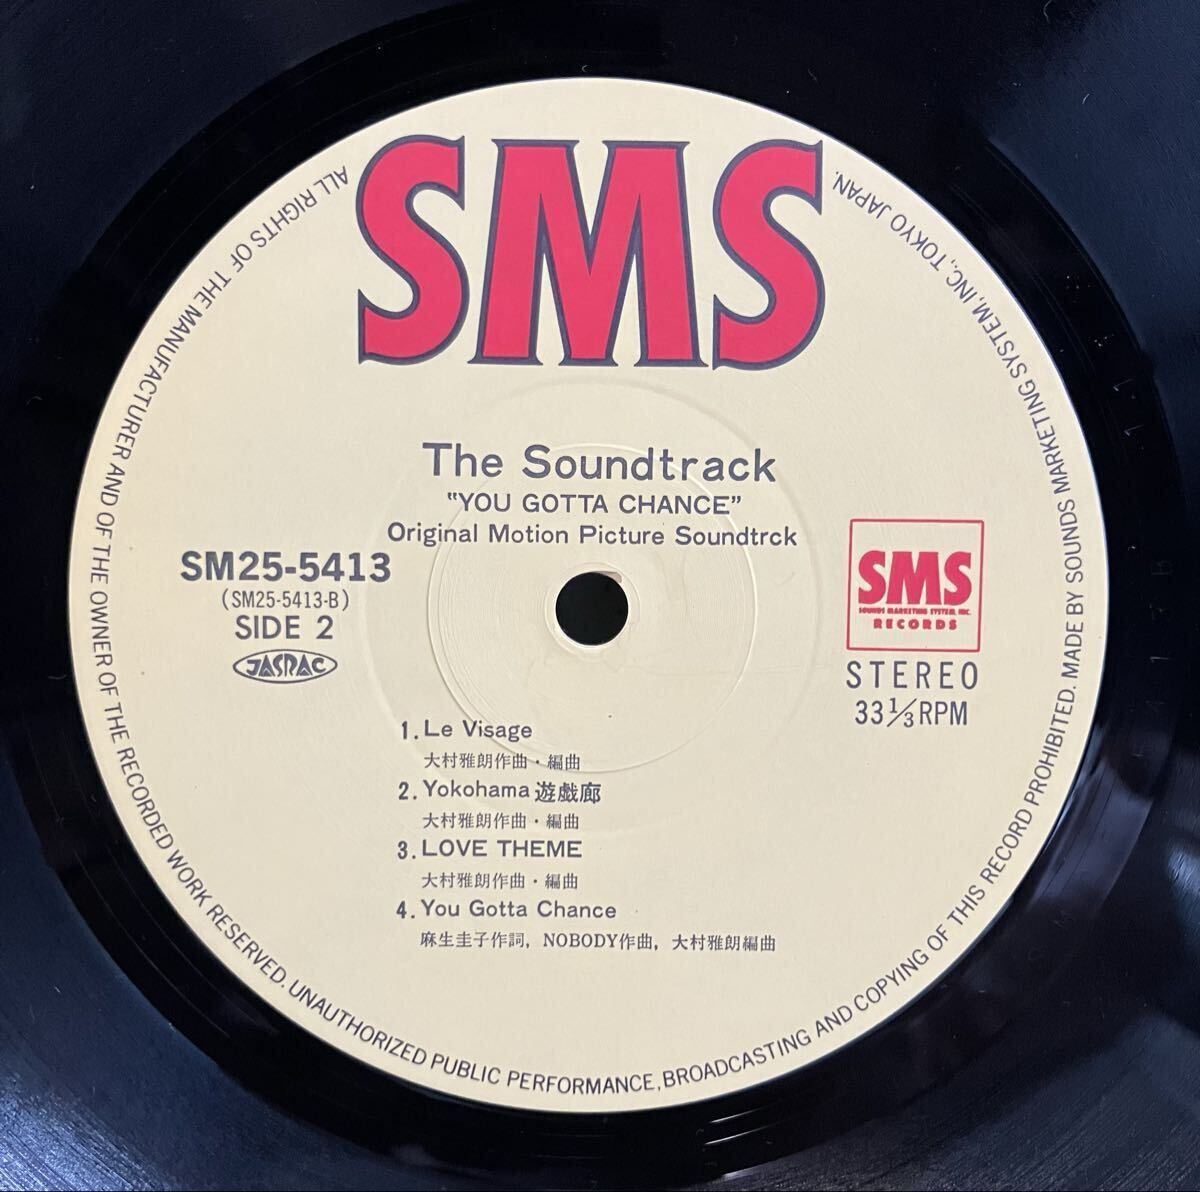 SMS
The Soundtrack
"YOU GOTTA CHANCE"
Original Motion Picture Soundtrck
SM25-5413
(SM25-5413-B)
SIDE 2
JASRAC
SMS
SOUNDS MARKETING SYSTEM, INC.
RECORDS
STEREO
33 1/3 RPM
1. Le Visage
大村雅朗作曲・編曲
2. Yokohama 遊戯廊
大村雅朗作曲・編曲
3. LOVE THEME
大村雅朗作曲・編曲
4. You Gotta Chance
麻生圭子作詞, NOBODY作曲, 大村雅朗編曲
ALL RIGHTS OF THE MANUFACTURER AND OF THE OWNER OF THE RECORDED WORK RESERVED. UNAUTHORIZED PUBLIC PERFORMANCE, BROADCASTING AND COPYING OF THIS RECORD PROHIBITED. MADE BY SOUNDS MARKETING SYSTEM, INC., TOKYO JAPAN.